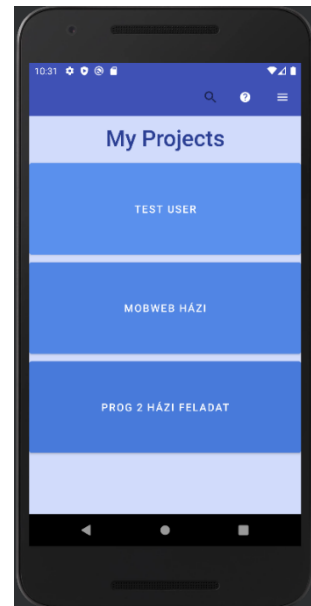 10:31
My Projects
TEST USER
MOBWEB HÁZI
PROG 2 HÁZI FELADAT